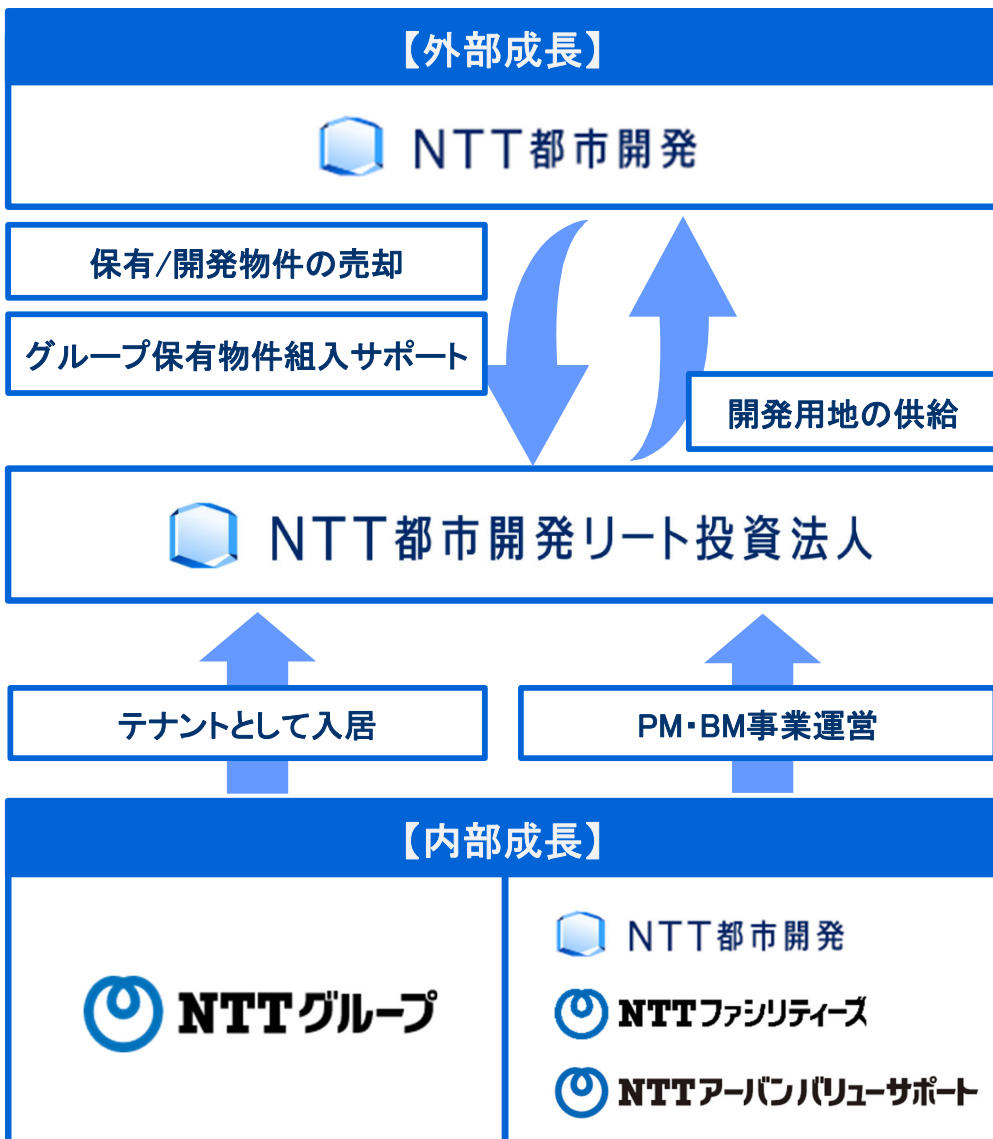 【外部成長】
NTT都市開発
保有/開発物件の売却
グループ保有物件組入サポート
開発用地の供給
NTT都市開発リート投資法人
テナントとして入居
PM・BM事業運営
【内部成長】
NTTグループ
NTT都市開発
NTTファシリティーズ
NTTアーバンバリューサポート